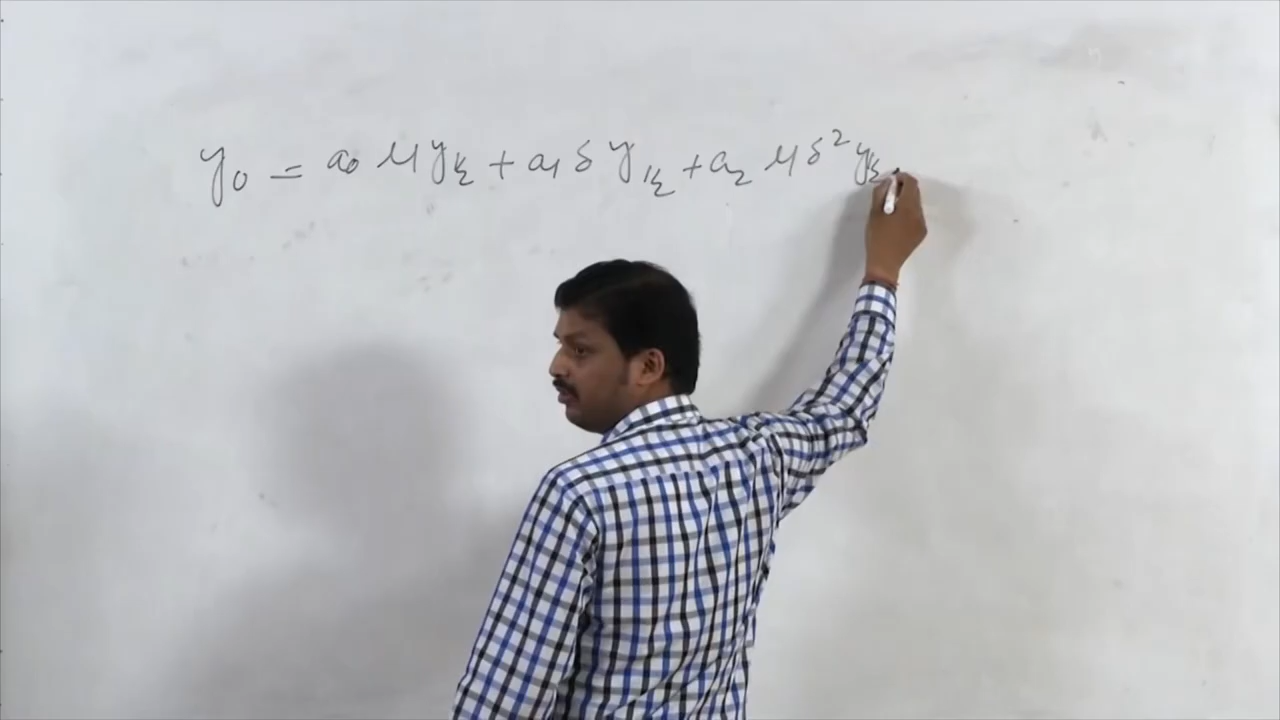 y₀ = a₀ μ y½ + a₁ δ y½ + a₂ μ δ² y½